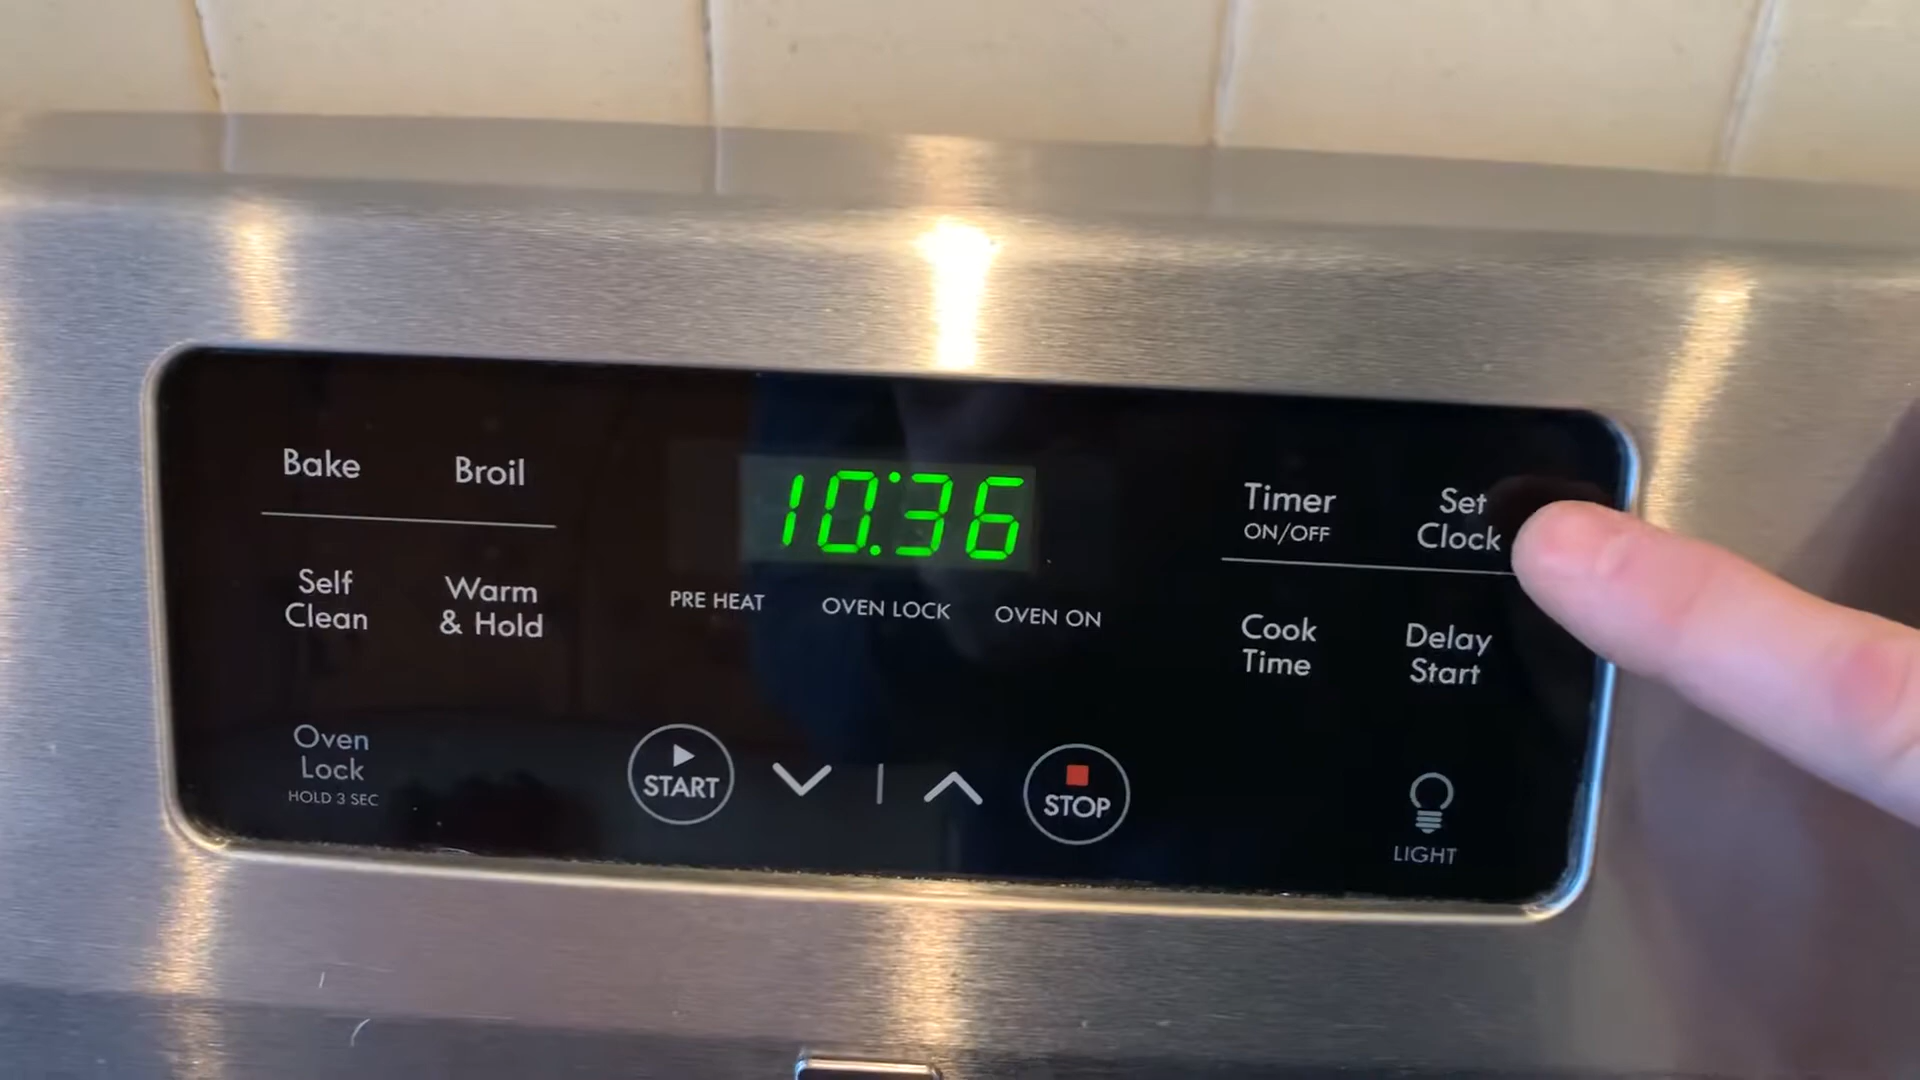 Bake
Broil
10:36
Timer
ON/OFF
Set
Clock
Self
Clean
Warm
& Hold
PRE HEAT
OVEN LOCK
OVEN ON
Cook
Time
Delay
Start
Oven
Lock
HOLD 3 SEC
START
STOP
LIGHT